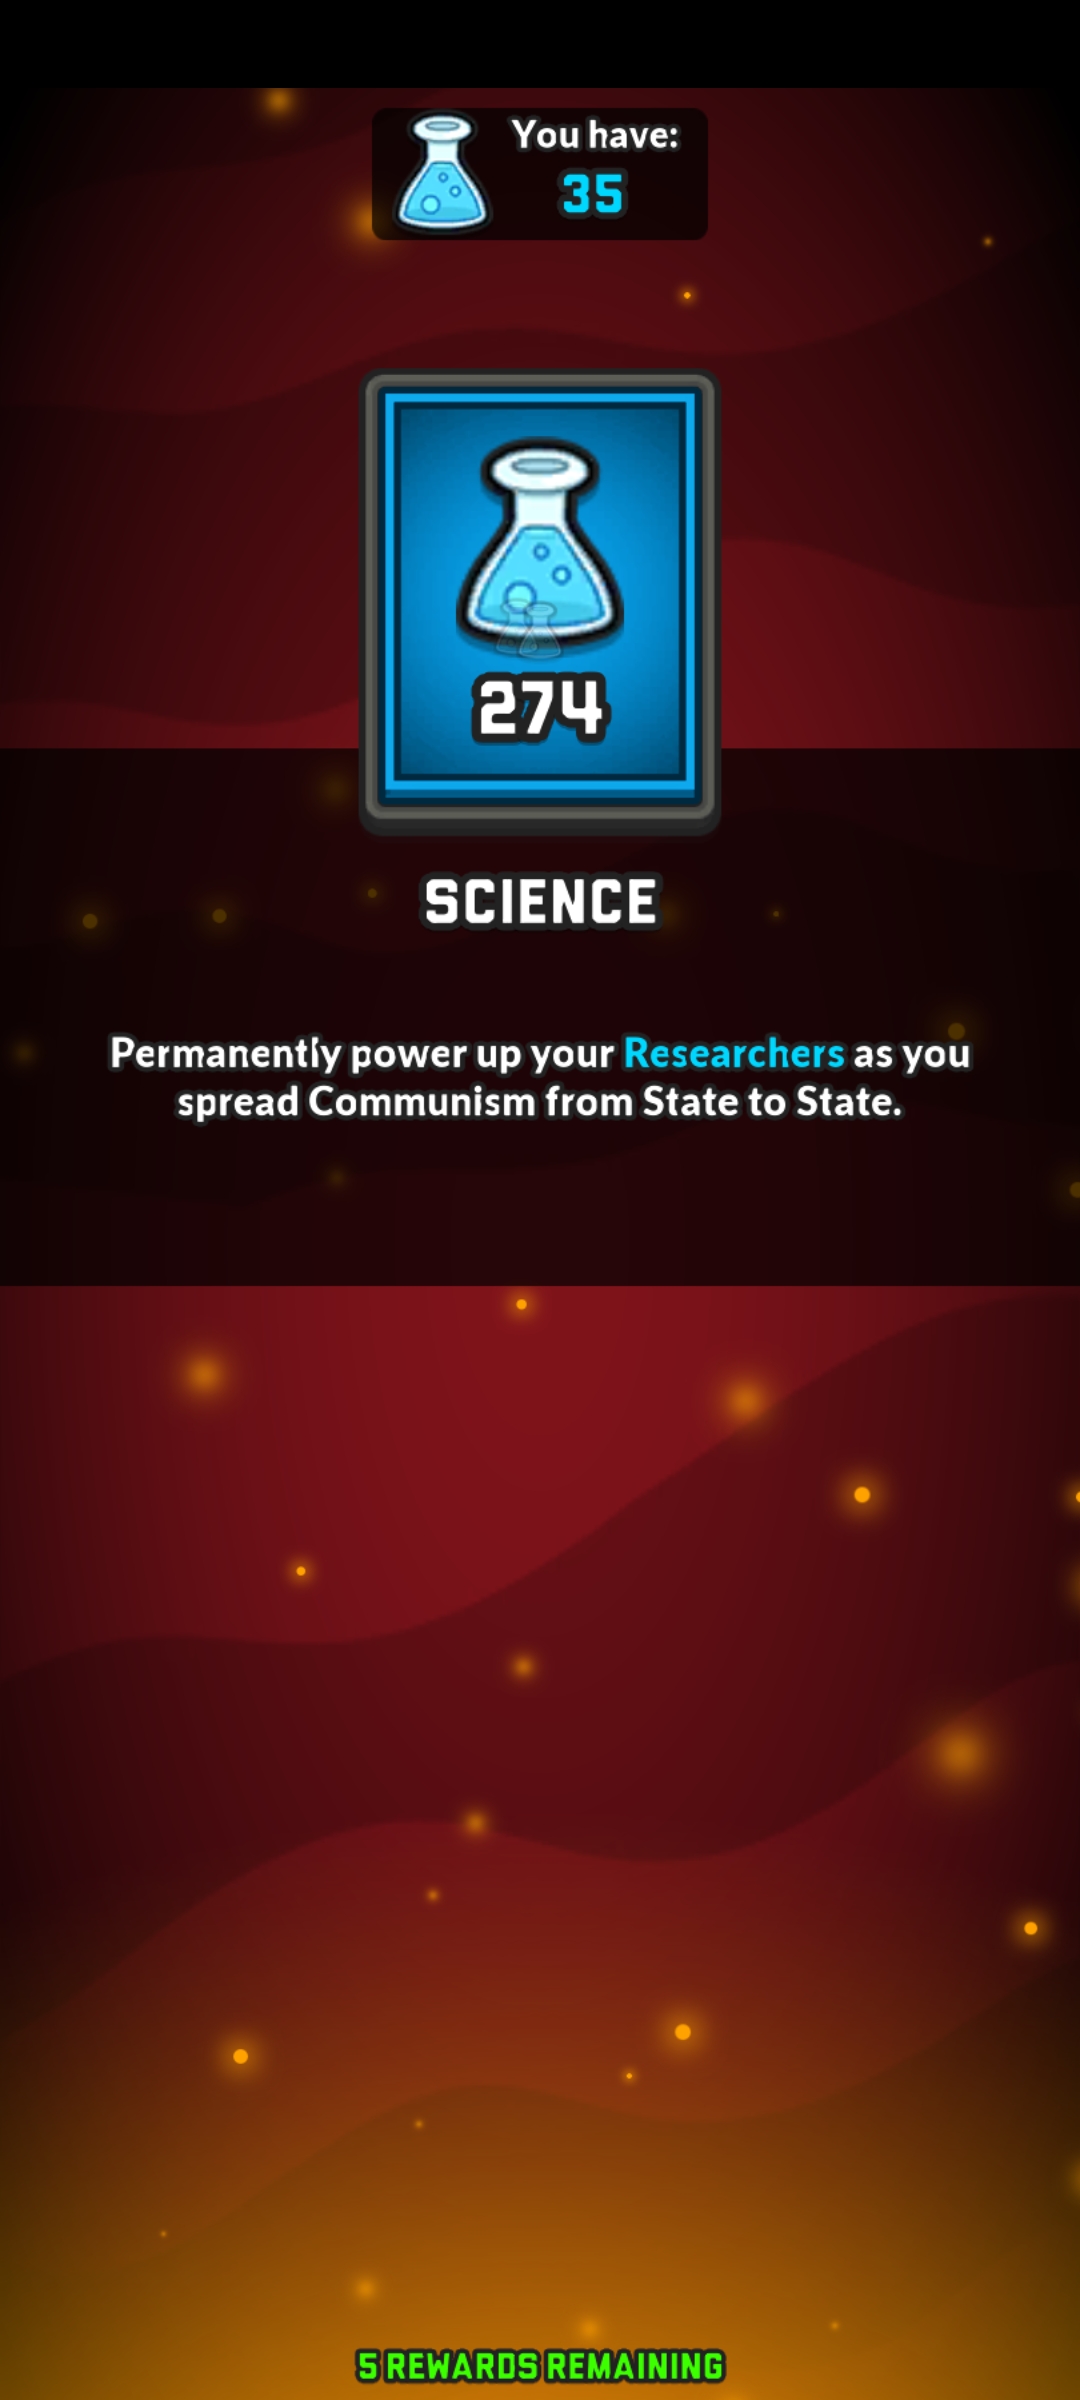 You have:
35
274
SCIENCE
Permanently power up your Researchers as you
spread Communism from State to State.
5 REWARDS REMAINING